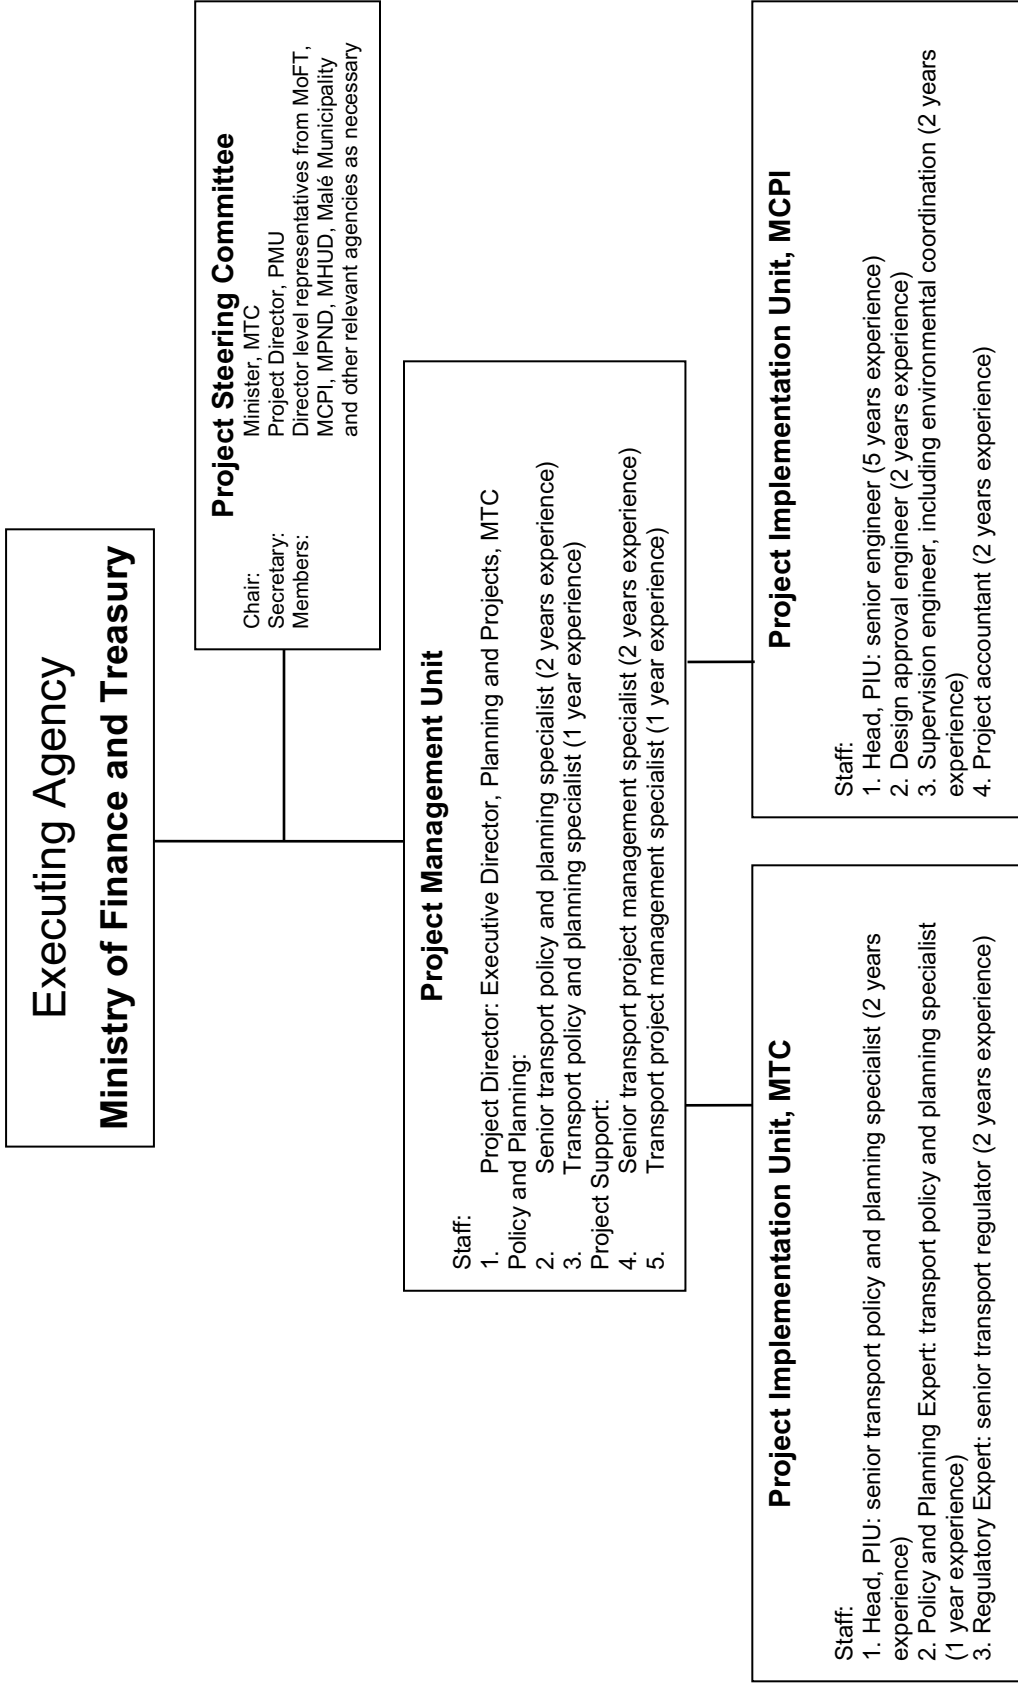 Executing Agency
Ministry of Finance and Treasury
Project Steering Committee
Chair: Minister, MTC
Secretary: Project Director, PMU
Members: Director level representatives from MoFT,
MCPI, MPND, MHUD, Malé Municipality
and other relevant agencies as necessary
Project Management Unit
Staff:
1. Project Director: Executive Director, Planning and Projects, MTC
Policy and Planning:
2. Senior transport policy and planning specialist (2 years experience)
3. Transport policy and planning specialist (1 year experience)
Project Support:
4. Senior transport project management specialist (2 years experience)
5. Transport project management specialist (1 year experience)
Project Implementation Unit, MTC
Staff:
1. Head, PIU: senior transport policy and planning specialist (2 years
experience)
2. Policy and Planning Expert: transport policy and planning specialist
(1 year experience)
3. Regulatory Expert: senior transport regulator (2 years experience)
Project Implementation Unit, MCPI
Staff:
1. Head, PIU: senior engineer (5 years experience)
2. Design approval engineer (2 years experience)
3. Supervision engineer, including environmental coordination (2 years
experience)
4. Project accountant (2 years experience)